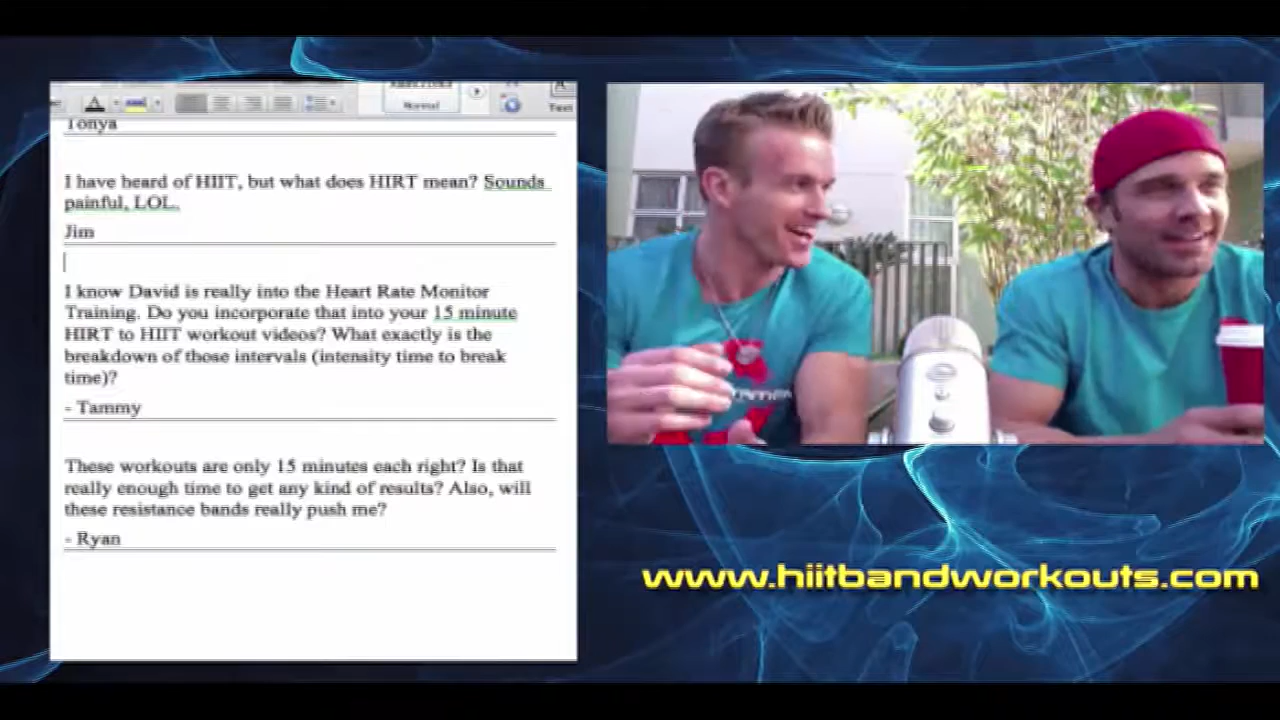 Normal
Text
Tonya
I have heard of HIIT, but what does HIRT mean? Sounds
painful, LOL.
Jim
I know David is really into the Heart Rate Monitor
Training. Do you incorporate that into your 15 minute
HIRT to HIIT workout videos? What exactly is the
breakdown of those intervals (intensity time to break
time)?
- Tammy
These workouts are only 15 minutes each right? Is that
really enough time to get any kind of results? Also, will
these resistance bands really push me?
- Ryan
www.hiitbandworkouts.com